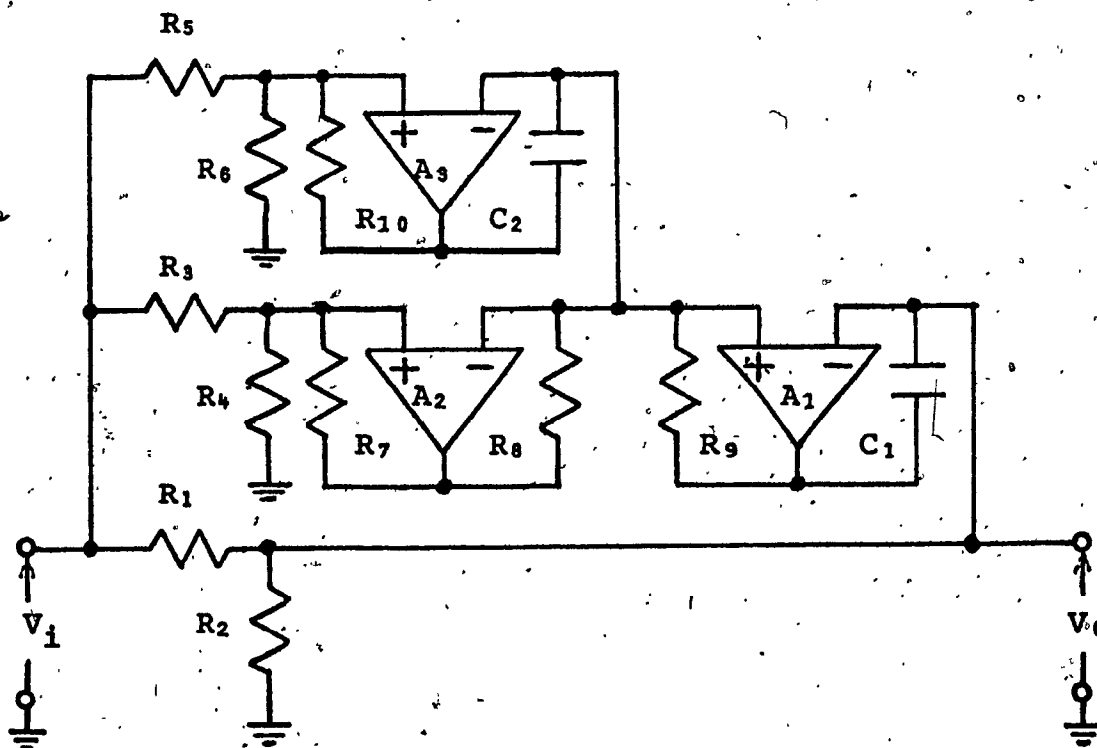 R5
+ −
R6
A3
R10 C2
R3
+ − + −
R4 A2 A1
R7 R8 R9 C1
R1
R2
Vi